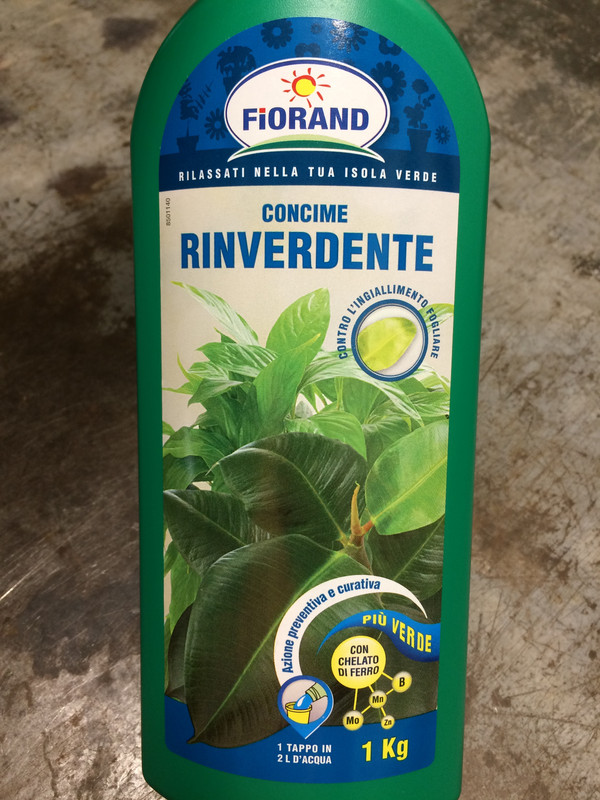 FiORAND
RILASSATI NELLA TUA ISOLA VERDE
CONCIME
RINVERDENTE
CONTRO L'INGIALLIMENTO FOGLIARE
Azione preventiva e curativa
PIÙ VERDE
CON
CHELATO
DI FERRO
B
Mn
Mo
Zn
1 TAPPO IN
2 L D'ACQUA
1 Kg